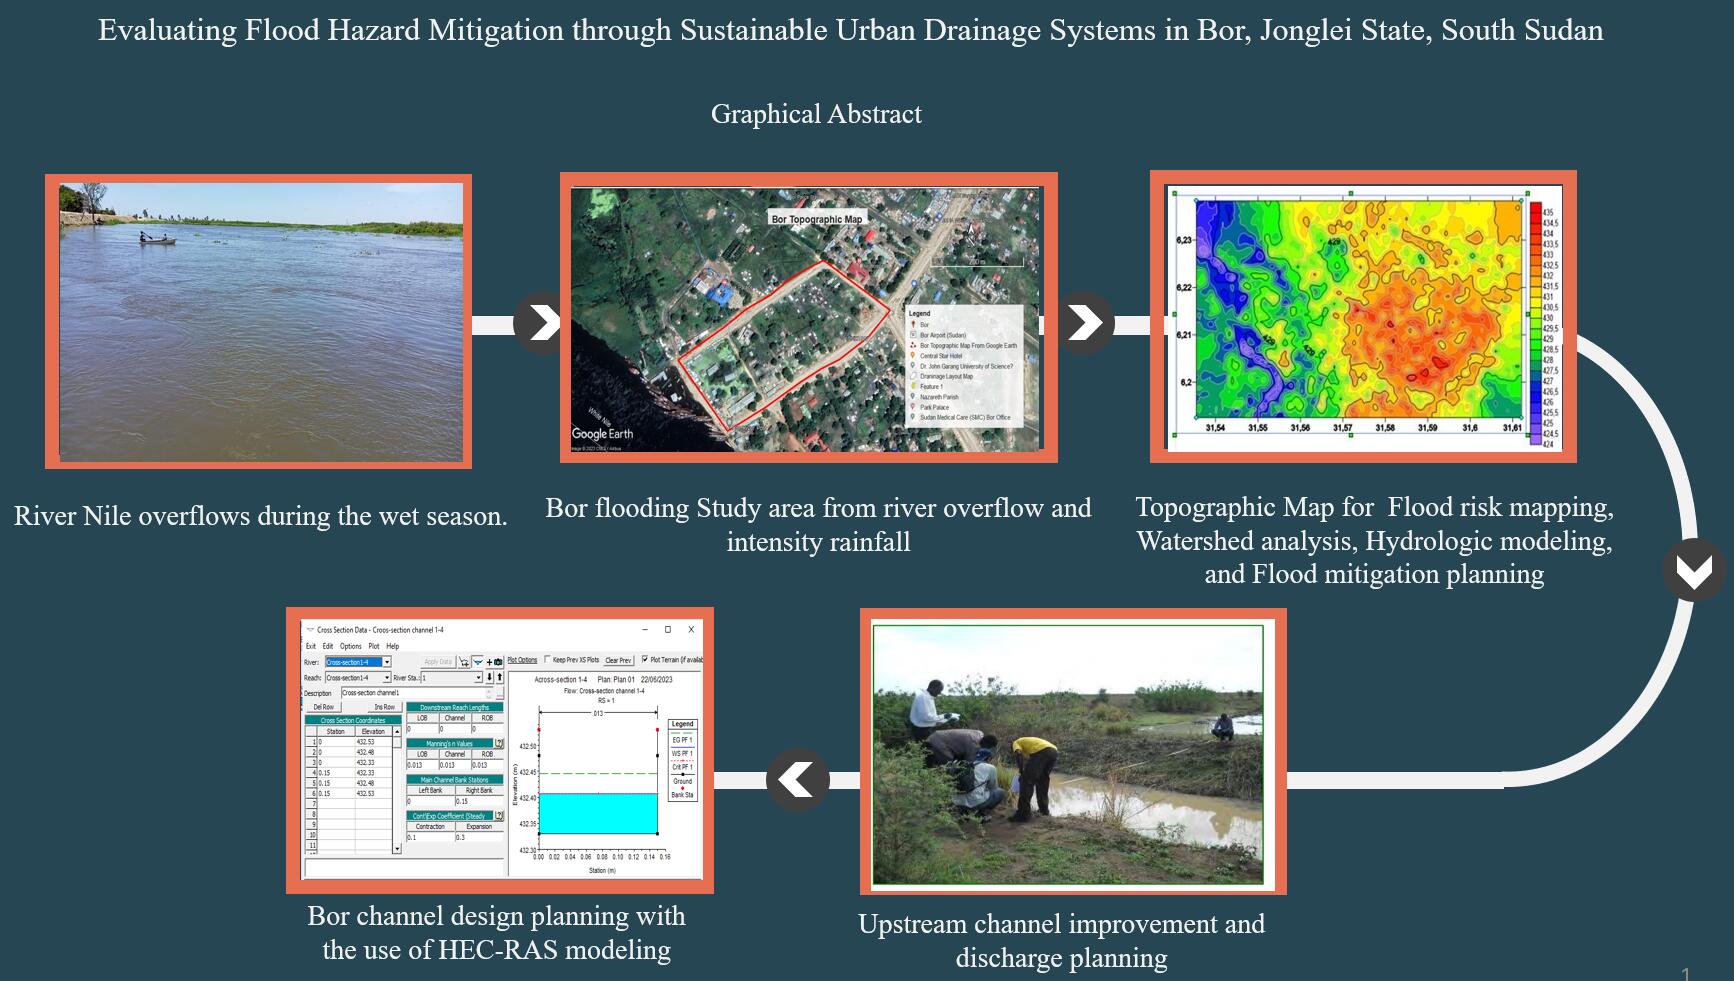 Evaluating Flood Hazard Mitigation through Sustainable Urban Drainage Systems in Bor, Jonglei State, South Sudan
Graphical Abstract
Bor Topographic Map
200 m
White Nile
Google Earth
Legend
Bor
Bor Airport (Sudan)
Bor Topographic Map From Google Earth
Central Star Hotel
Dr. John Garang University of Science?
Draninage Layout Map
Feature 1
Nazareth Parish
Park Palace
Sudan Medical Care (SMC) Bor Office
6,23
6,22
6,21
6,2
31,54 31,55 31,56 31,57 31,58 31,59 31,6 31,61
429
429
429
435
434,5
434
433,5
433
432,5
432
431,5
431
430,5
430
429,5
429
428,5
428
427,5
427
426,5
426
425,5
425
424,5
424
River Nile overflows during the wet season.
Bor flooding Study area from river overflow and
intensity rainfall
Topographic Map for Flood risk mapping,
Watershed analysis, Hydrologic modeling,
and Flood mitigation planning
Cross Section Data - Croos-section channel 1-4
Exit Edit Options Plot Help
River: Cross-section1-4 Apply Data
Reach: Cross-section1-4 River Sta.: 1
Description Cross-section channel1
Del Row Ins Row
Cross Section Coordinates
Station Elevation
1 0 432.53
2 0 432.48
3 0 432.33
4 0.15 432.33
5 0.15 432.48
6 0.15 432.53
7
8
9
10
11
Downstream Reach Lengths
LOB Channel ROB
0 0 0
Manning's n Values
LOB Channel ROB
0.013 0.013 0.013
Main Channel Bank Stations
Left Bank Right Bank
0 0.15
Cont\Exp Coefficient (Steady
Contraction Expansion
0.1 0.3
Plot Options Keep Prev XS Plots Clear Prev Plot Terrain (if availab
Across-section 1-4 Plan: Plan 01 22/06/2023
Flow: Cross-section channel 1-4
RS = 1
.013
432.50
432.45
432.40
432.35
432.30
Elevation (m)
0.00 0.02 0.04 0.06 0.08 0.10 0.12 0.14 0.16
Station (m)
Legend
EG PF 1
WS PF 1
Crit PF 1
Ground
Bank Sta
Bor channel design planning with
the use of HEC-RAS modeling
Upstream channel improvement and
discharge planning
1